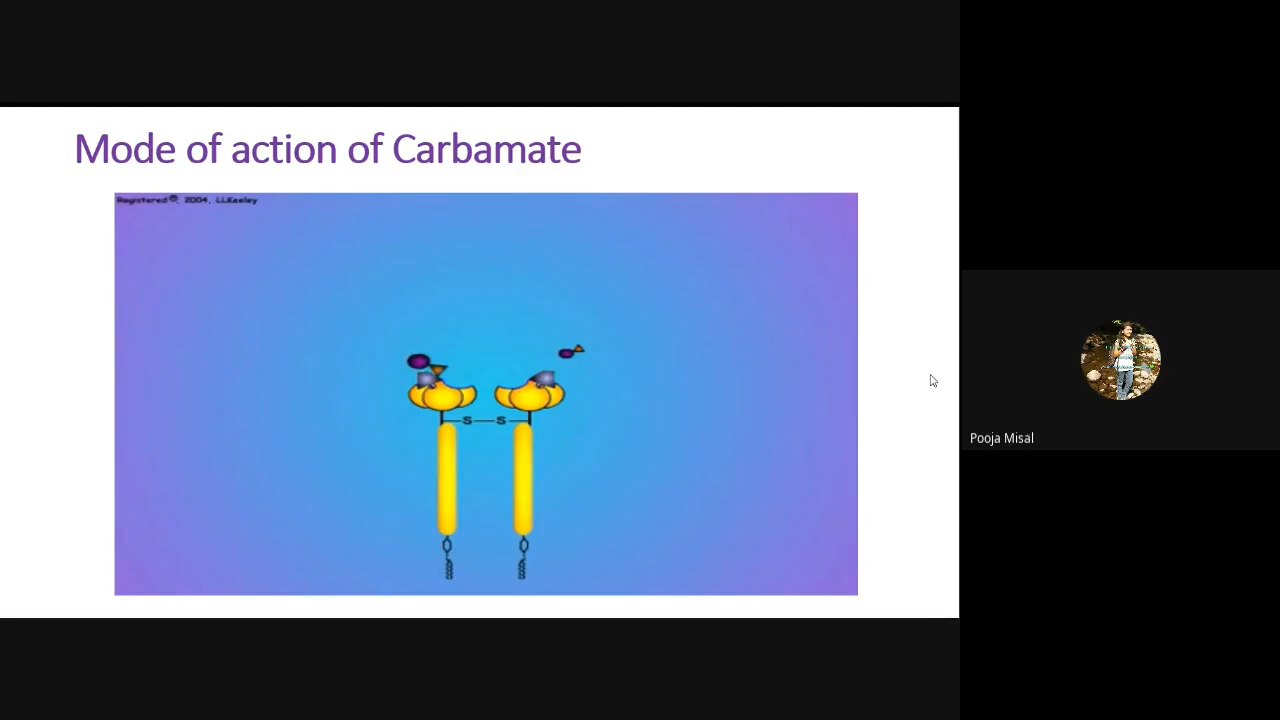 Mode of action of Carbamate
Registered ©, 2004, LLKeeley
S S
Pooja Misal